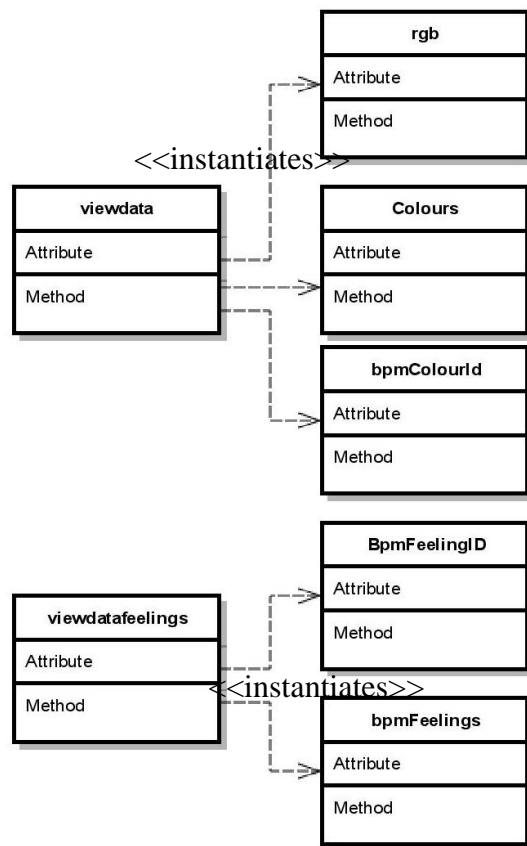 rgb
Attribute
Method
<<instantiates>>
viewdata
Attribute
Method
Colours
Attribute
Method
bpmColourId
Attribute
Method
BpmFeelingID
Attribute
Method
viewdatafeelings
Attribute
Method
<<instantiates>>
bpmFeelings
Attribute
Method